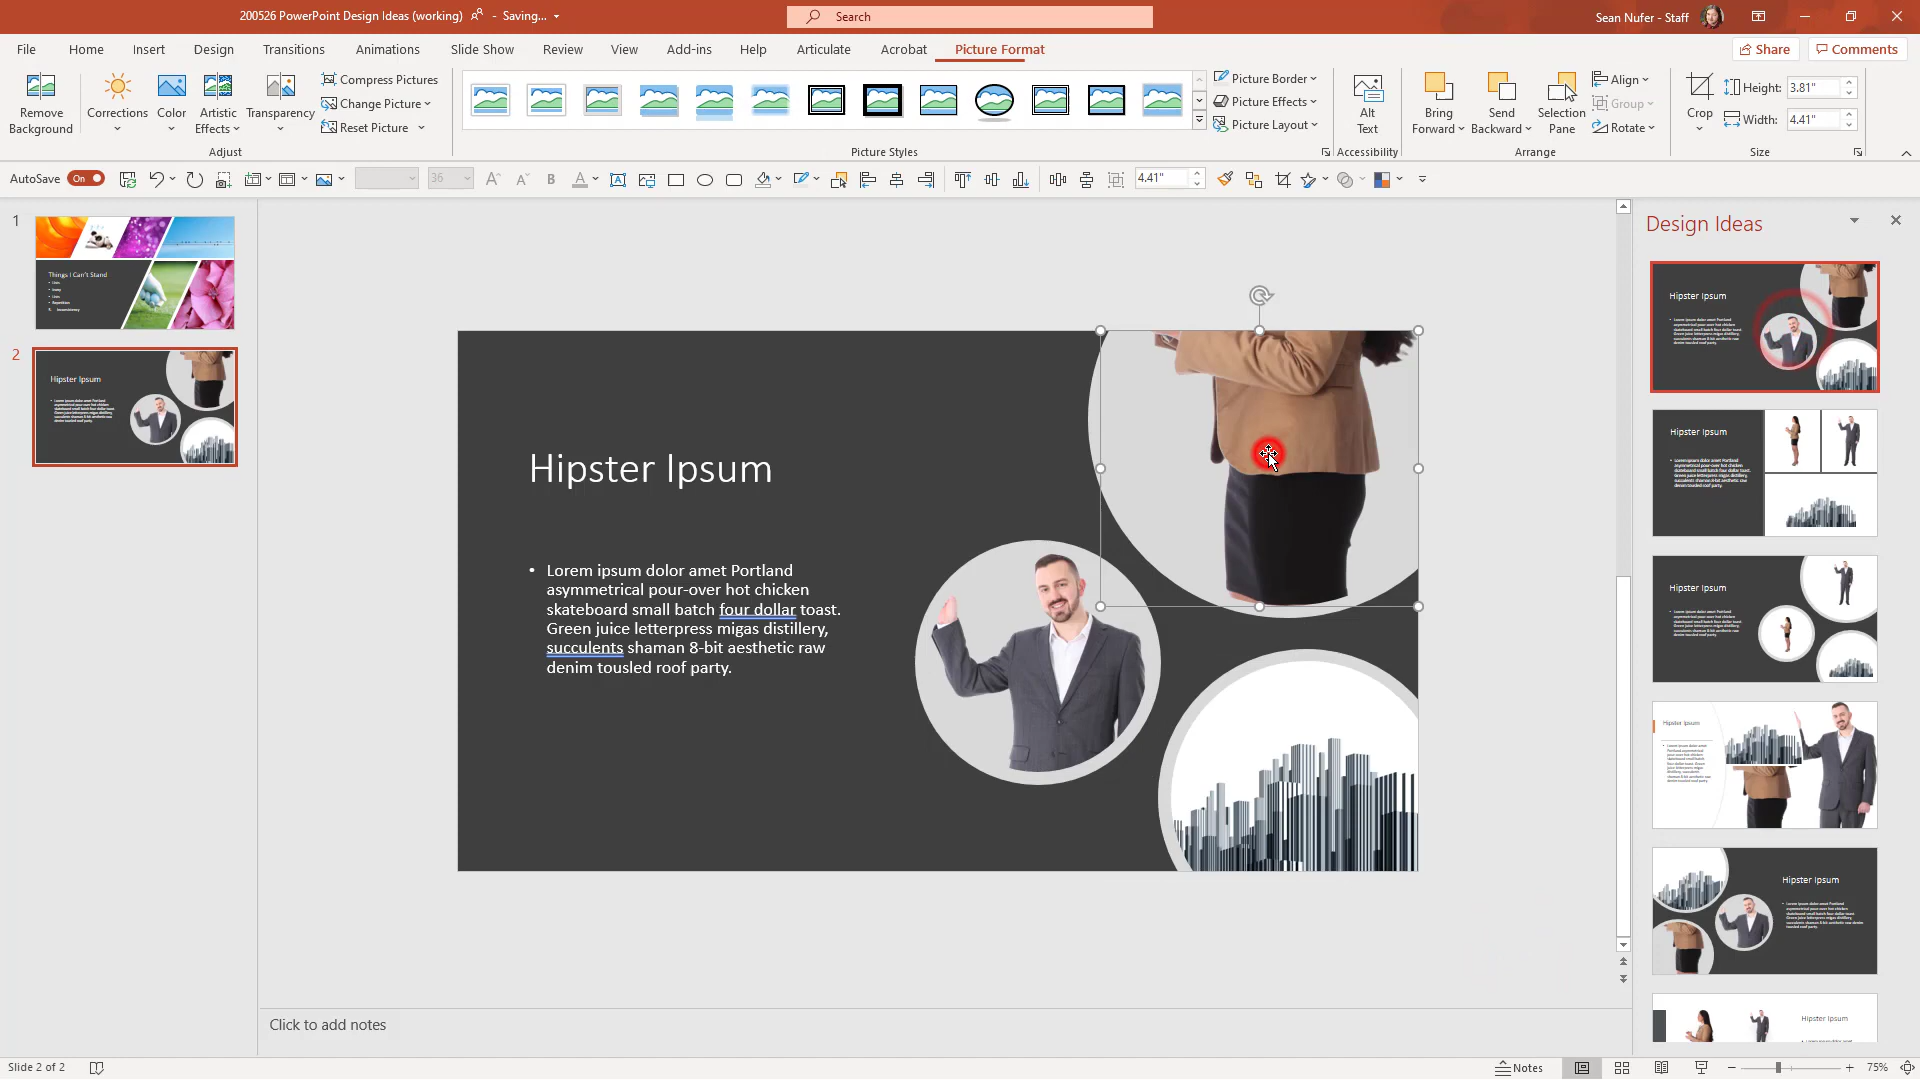 200526 PowerPoint Design Ideas (working) - Saving...
Search
Sean Nufer - Staff
File Home Insert Design Transitions Animations Slide Show Review View Add-ins Help Articulate Acrobat Picture Format
Share Comments
Remove Background
Corrections
Color
Artistic Effects
Transparency
Compress Pictures
Change Picture
Reset Picture
Adjust
Picture Styles
Picture Border
Picture Effects
Picture Layout
Alt Text
Accessibility
Bring Forward
Send Backward
Selection Pane
Align
Group
Rotate
Arrange
Crop
Height: 3.81"
Width: 4.41"
Size
AutoSave On
36
4.41"
1
Things I Can't Stand
2
Hipster Ipsum
Hipster Ipsum
• Lorem ipsum dolor amet Portland
asymmetrical pour-over hot chicken
skateboard small batch four dollar toast.
Green juice letterpress migas distillery,
succulents shaman 8-bit aesthetic raw
denim tousled roof party.
Design Ideas
Hipster Ipsum
Hipster Ipsum
Hipster Ipsum
Hipster Ipsum
Hipster Ipsum
Hipster Ipsum
Click to add notes
Slide 2 of 2
Notes
75%